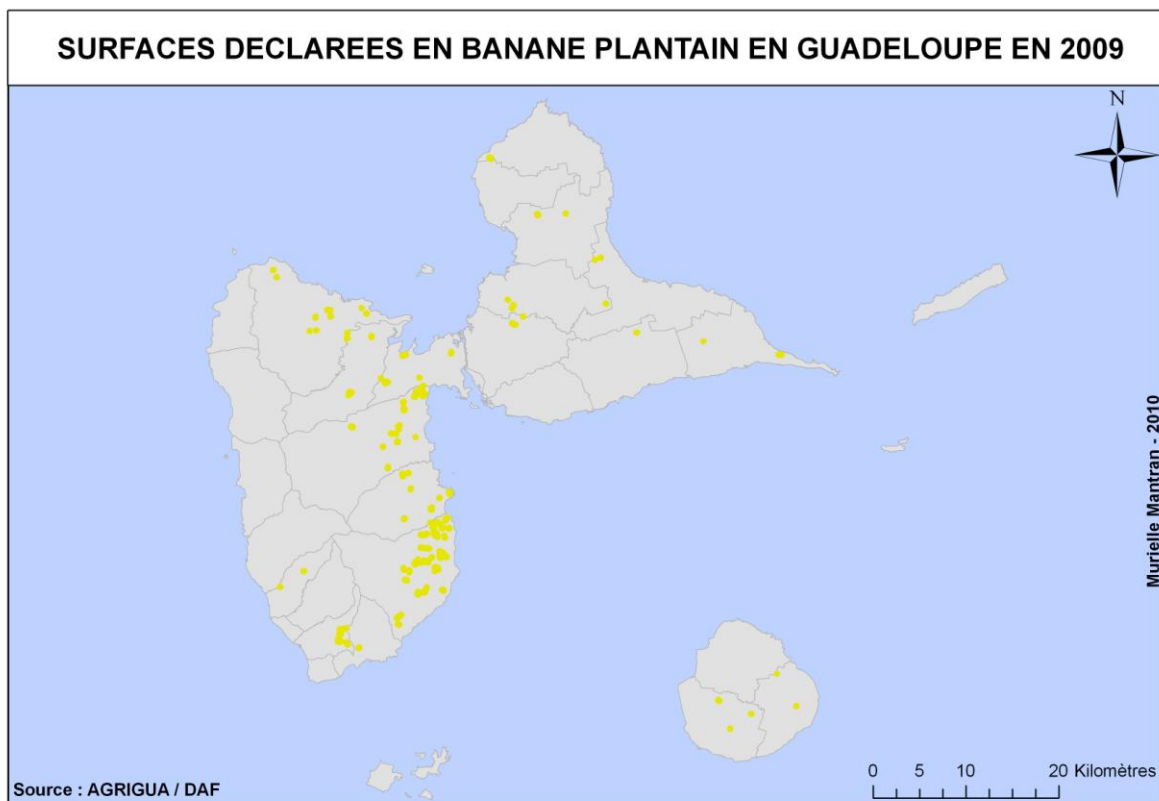 SURFACES DECLAREES EN BANANE PLANTAIN EN GUADELOUPE EN 2009
N
Murielle Mantran - 2010
0 5 10 20 Kilomètres
Source : AGRIGUA / DAF